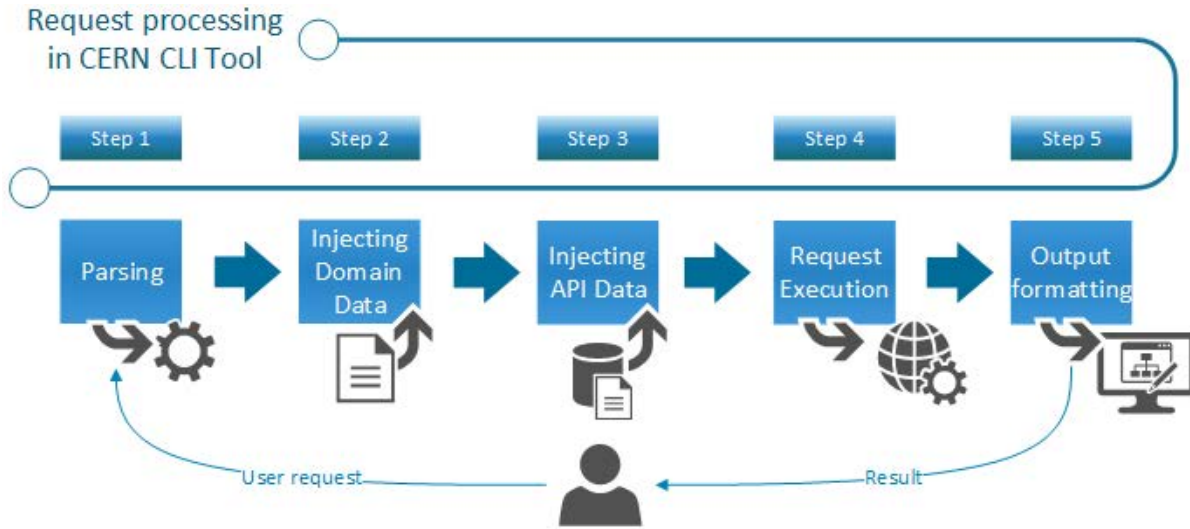 Request processing
in CERN CLI Tool
Step 1
Step 2
Step 3
Step 4
Step 5
Parsing
Injecting
Domain
Data
Injecting
API Data
Request
Execution
Output
formatting
User request
Result